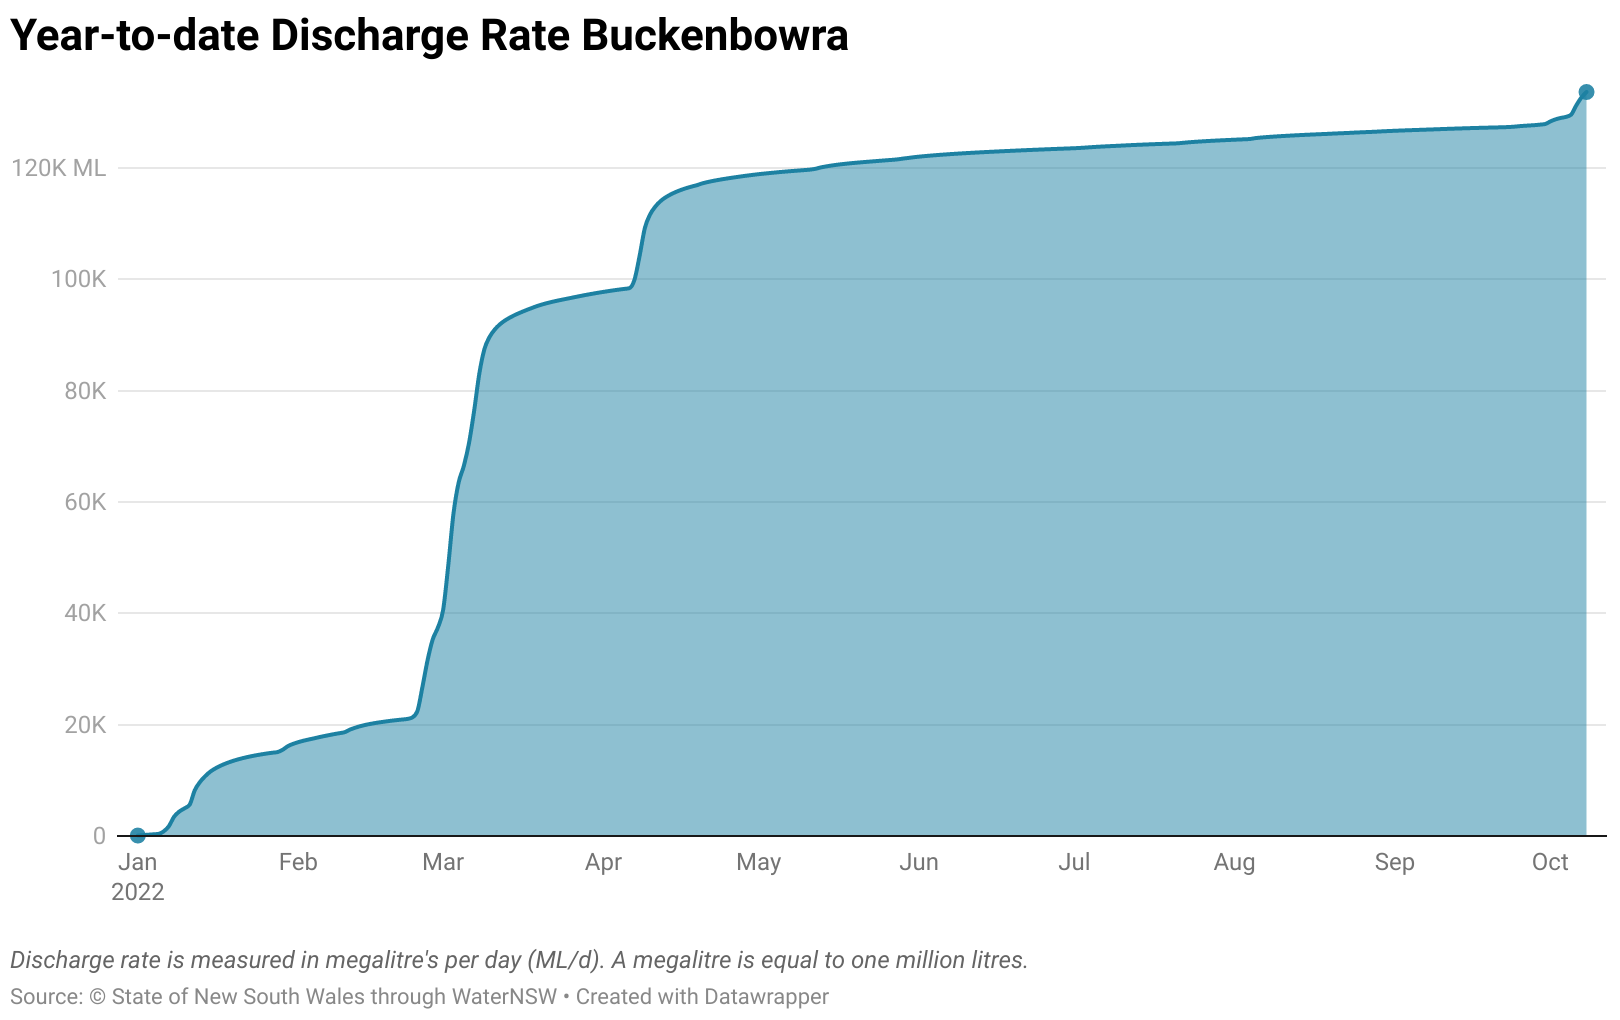 Year-to-date Discharge Rate Buckenbowra
120K ML
100K
80K
60K
40K
20K
0
Jan Feb Mar Apr May Jun Jul Aug Sep Oct
2022
Discharge rate is measured in megalitre's per day (ML/d). A megalitre is equal to one million litres.
Source: © State of New South Wales through WaterNSW • Created with Datawrapper